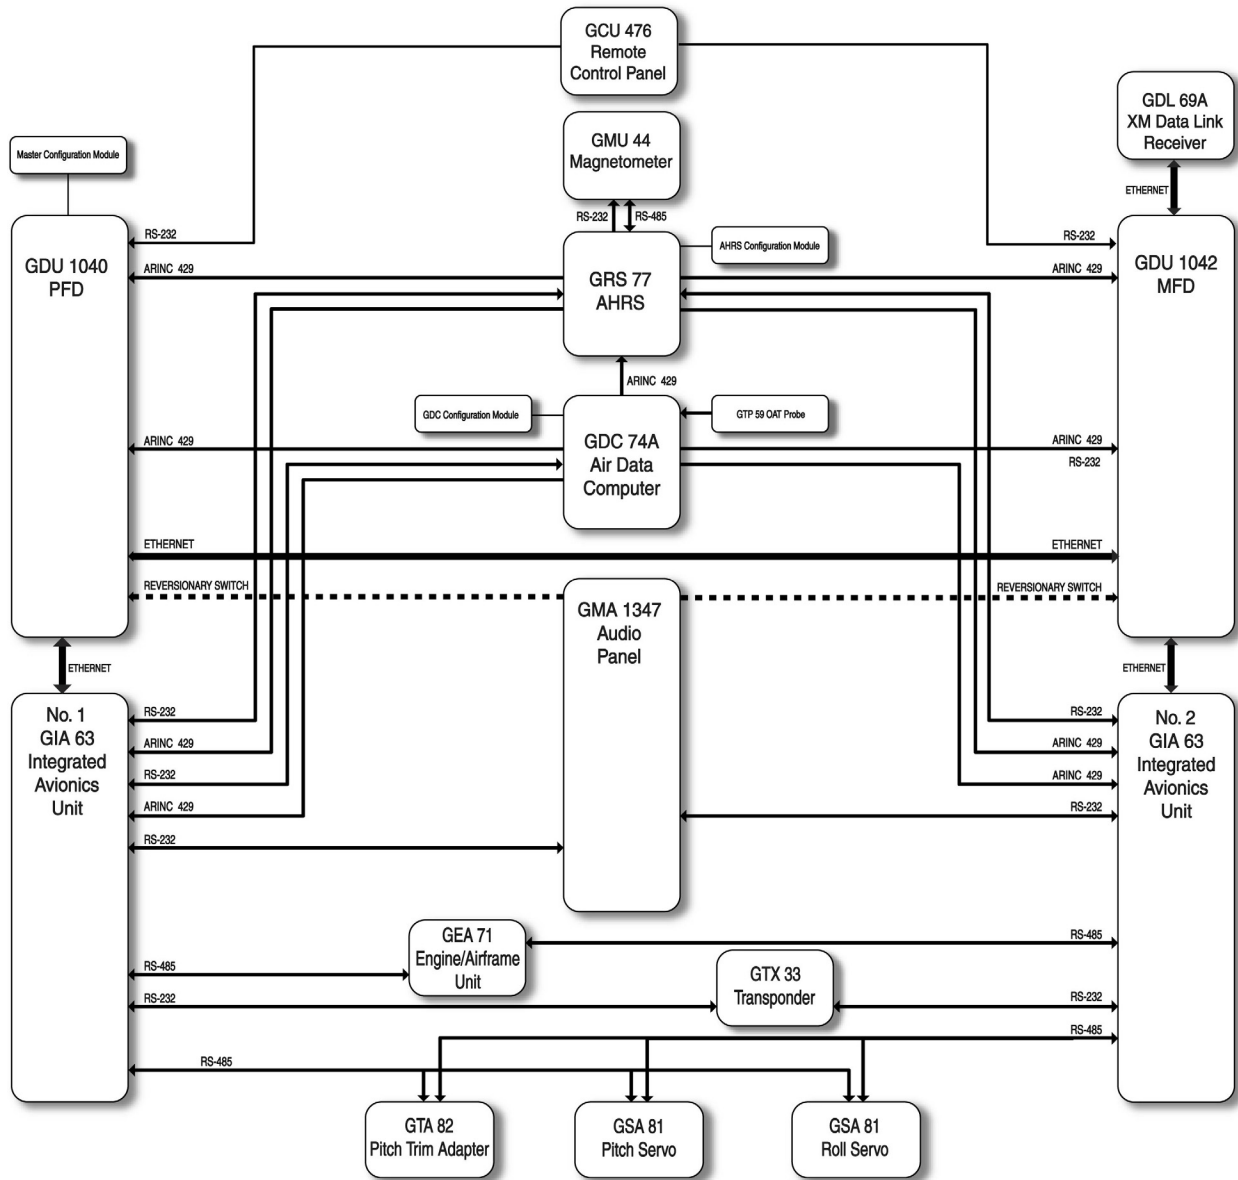 GCU 476
Remote
Control Panel
GDL 69A
XM Data Link
Receiver
GMU 44
Magnetometer
Master Configuration Module
ETHERNET
RS-232
RS-485
RS-232
RS-232
AHRS Configuration Module
GDU 1040
PFD
ARINC 429
GRS 77
AHRS
ARINC 429
GDU 1042
MFD
ARINC 429
GDC Configuration Module
GTP 59 OAT Probe
ARINC 429
GDC 74A
Air Data
Computer
ARINC 429
RS-232
ETHERNET
ETHERNET
REVERSIONARY SWITCH
REVERSIONARY SWITCH
GMA 1347
Audio
Panel
ETHERNET
ETHERNET
No. 1
GIA 63
Integrated
Avionics
Unit
RS-232
ARINC 429
RS-232
ARINC 429
RS-232
RS-232
ARINC 429
ARINC 429
RS-232
No. 2
GIA 63
Integrated
Avionics
Unit
GEA 71
Engine/Airframe
Unit
RS-485
RS-485
GTX 33
Transponder
RS-232
RS-232
RS-485
RS-485
GTA 82
Pitch Trim Adapter
GSA 81
Pitch Servo
GSA 81
Roll Servo